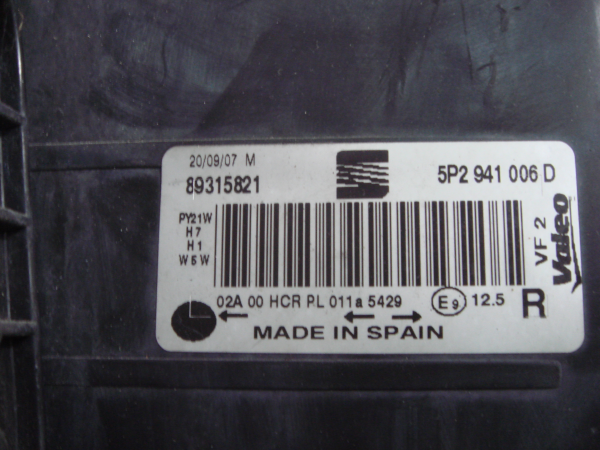 20/09/07 M
89315821
5P2 941 006 D
PY21W
H7
H1
W5W
VF 2
Valeo
02A 00 HCR PL 011a 5429 E9 12.5 R
MADE IN SPAIN